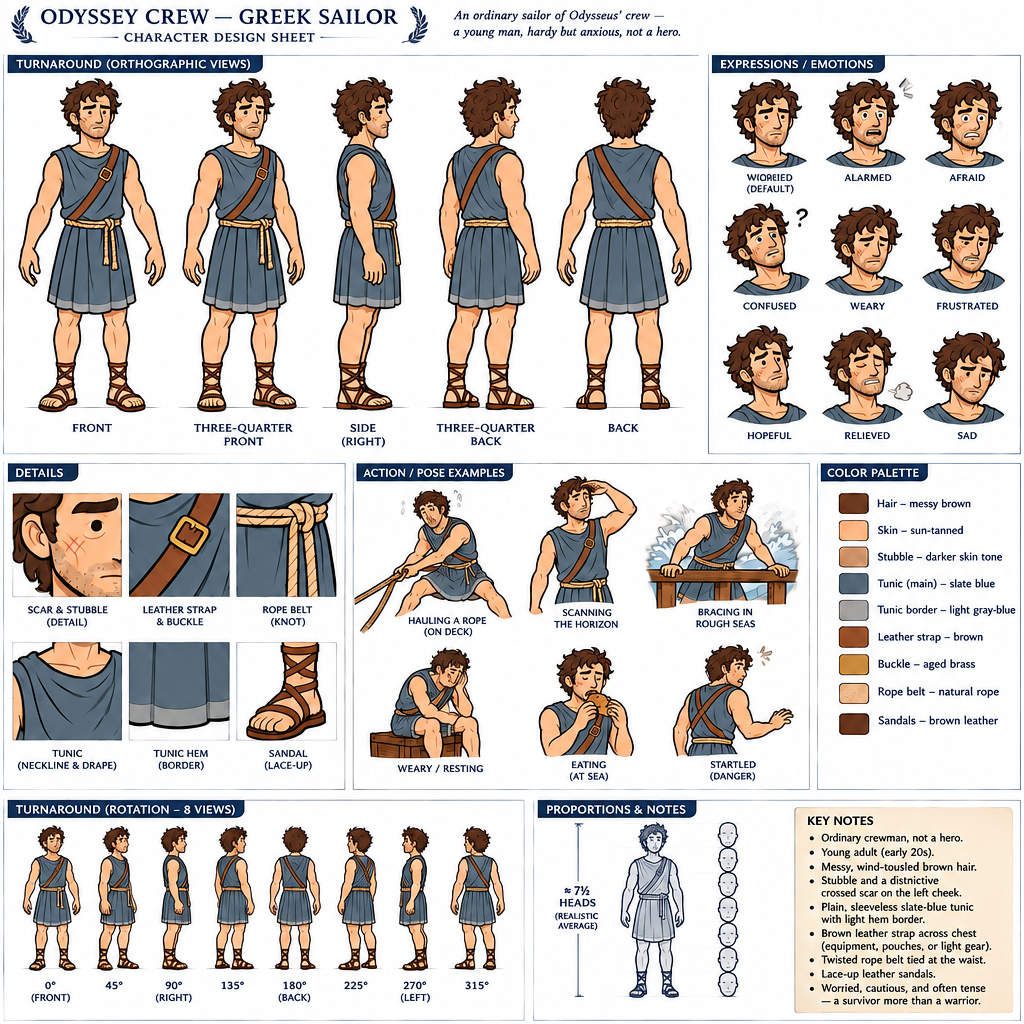 ODYSSEY CREW — GREEK SAILOR
CHARACTER DESIGN SHEET
An ordinary sailor of Odysseus' crew —
a young man, hardy but anxious, not a hero.
TURNAROUND (ORTHOGRAPHIC VIEWS)
FRONT
THREE-QUARTER
FRONT
SIDE
(RIGHT)
THREE-QUARTER
BACK
BACK
EXPRESSIONS / EMOTIONS
(DEFAULT)
ALARMED
AFRAID
?
CONFUSED
WEARY
FRUSTRATED
HOPEFUL
RELIEVED
SAD
DETAILS
SCAR & STUBBLE
(DETAIL)
LEATHER STRAP
& BUCKLE
ROPE BELT
(KNOT)
TUNIC
(NECKLINE & DRAPE)
TUNIC HEM
(BORDER)
SANDAL
(LACE-UP)
ACTION / POSE EXAMPLES
HAULING A ROPE
(ON DECK)
SCANNING
THE HORIZON
BRACING IN
ROUGH SEAS
WEARY / RESTING
EATING
(AT SEA)
STARTLED
(DANGER)
COLOR PALETTE
Hair – messy brown
Skin – sun-tanned
Stubble – darker skin tone
Tunic (main) – slate blue
Tunic border – light gray-blue
Leather strap – brown
Buckle – aged brass
Rope belt – natural rope
Sandals – brown leather
TURNAROUND (ROTATION – 8 VIEWS)
0°
(FRONT)
45°
90°
(RIGHT)
135°
180°
(BACK)
225°
270°
(LEFT)
315°
PROPORTIONS & NOTES
≈ 7½
HEADS
(REALISTIC
AVERAGE)
KEY NOTES
• Ordinary crewman, not a hero.
• Young adult (early 20s).
• Messy, wind-tousled brown hair.
• Stubble and a distinctive
crossed scar on the left cheek.
• Plain, sleeveless slate-blue tunic
with light hem border.
• Brown leather strap across chest
(equipment, pouches, or light gear).
• Twisted rope belt tied at the waist.
• Lace-up leather sandals.
• Worried, cautious, and often tense
— a survivor more than a warrior.